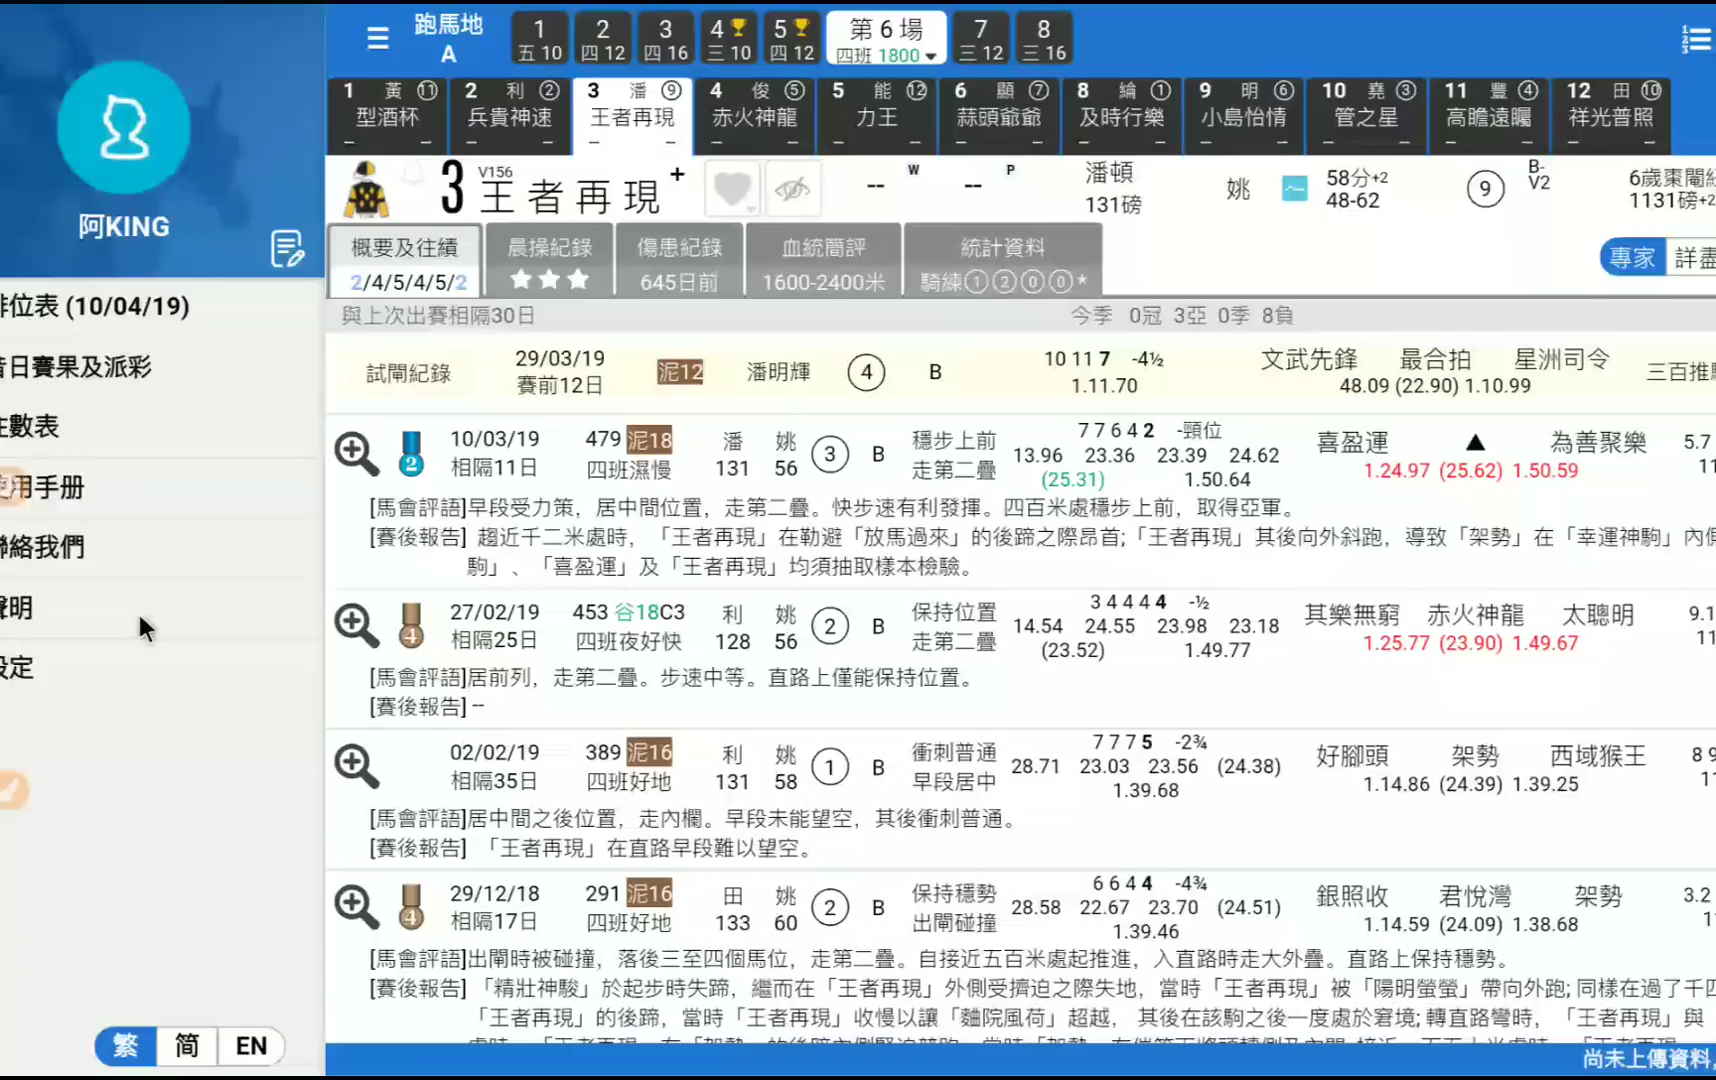 阿KING
排位表 (10/04/19)
昔日賽果及派彩
注數表
使用手册
聯絡我們
聲明
設定
繁 简 EN
跑馬地
A
1 2 3 4 5 第 6 場 7 8
五 10 四 12 四 16 三 10 四 12 四班 1800 三 12 三 16
1 黃 ⑪ 2 利 ② 3 潘 ⑨ 4 俊 ⑤ 5 能 ⑫ 6 顯 ⑦ 8 綸 ① 9 明 ⑥ 10 堯 ③ 11 豐 ④ 12 田 ⑩
型酒杯 兵貴神速 王者再現 赤火神龍 力王 蒜頭爺爺 及時行樂 小島怡情 管之星 高瞻遠矚 祥光普照
3 V156 王者再現 + -- W -- P 潘頓 131磅 姚 58分+2 48-62 ⑨ B-V2 6歲棗閹 1131磅+2
概要及往績 晨操紀錄 傷患紀錄 血統簡評 統計資料 專家 詳盡
2/4/5/4/5/2 ★★★ 645日前 1600-2400米 騎練①②⓪⓪*
與上次出賽相隔30日 今季 0冠 3亞 0季 8負
試閘紀錄 29/03/19 泥12 潘明輝 ④ B 10 11 7 -4½ 文武先鋒 最合拍 星洲司令 三百推
賽前12日 1.11.70 48.09 (22.90) 1.10.99
2 10/03/19 479 泥18 潘 姚 ③ B 穩步上前 7 7 6 4 2 -頸位 喜盈運 ▲ 為善聚樂 5.7
相隔11日 四班濕慢 131 56 走第二疊 13.96 23.36 23.39 24.62 1.24.97 (25.62) 1.50.59
(25.31) 1.50.64
[馬會評語]早段受力策，居中間位置，走第二疊。快步速有利發揮。四百米處穩步上前，取得亞軍。
[賽後報告] 趨近千二米處時，「王者再現」在勒避「放馬過來」的後蹄之際昂首;「王者再現」其後向外斜跑，導致「架勢」在「幸運神駒」內側
駒」、「喜盈運」及「王者再現」均須抽取樣本檢驗。
4 27/02/19 453 谷18C3 利 姚 ② B 保持位置 3 4 4 4 4 -½ 其樂無窮 赤火神龍 太聰明 9.1
相隔25日 四班夜好快 128 56 走第二疊 14.54 24.55 23.98 23.18 1.25.77 (23.90) 1.49.67
(23.52) 1.49.77
[馬會評語]居前列，走第二疊。步速中等。直路上僅能保持位置。
[賽後報告] --
02/02/19 389 泥16 利 姚 ① B 衝刺普通 7 7 7 5 -2¾ 好腳頭 架勢 西域猴王 8 9
相隔35日 四班好地 131 58 早段居中 28.71 23.03 23.56 (24.38) 1.14.86 (24.39) 1.39.25
1.39.68
[馬會評語]居中間之後位置，走內欄。早段未能望空，其後衝刺普通。
[賽後報告] 「王者再現」在直路早段難以望空。
4 29/12/18 291 泥16 田 姚 ② B 保持穩勢 6 6 4 4 -4¾ 銀照收 君悅灣 架勢 3.2
相隔17日 四班好地 133 60 出閘碰撞 28.58 22.67 23.70 (24.51) 1.14.59 (24.09) 1.38.68
1.39.46
[馬會評語]出閘時被碰撞，落後三至四個馬位，走第二疊。自接近五百米處起推進，入直路時走大外疊。直路上保持穩勢。
[賽後報告] 「精壯神駿」於起步時失蹄，繼而在「王者再現」外側受擠迫之際失地，當時「王者再現」被「陽明螢螢」帶向外跑;同樣在過了千四
「王者再現」的後蹄，當時「王者再現」收慢以讓「麯院風荷」超越， 其後在該駒之後一度處於窘境;轉直路彎時，「王者再現」與
尚未上傳資料